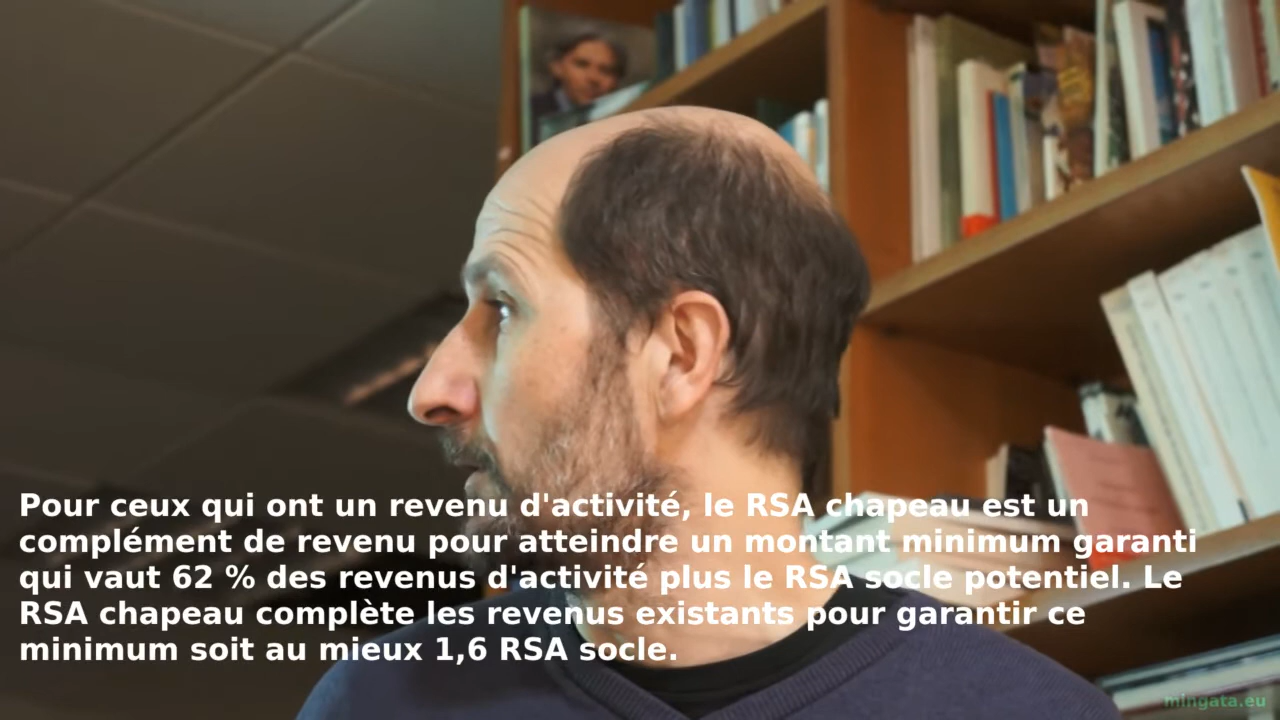 Pour ceux qui ont un revenu d'activité, le RSA chapeau est un
complément de revenu pour atteindre un montant minimum garanti
qui vaut 62 % des revenus d'activité plus le RSA socle potentiel. Le
RSA chapeau complète les revenus existants pour garantir ce
minimum soit au mieux 1,6 RSA socle.
mingata.eu